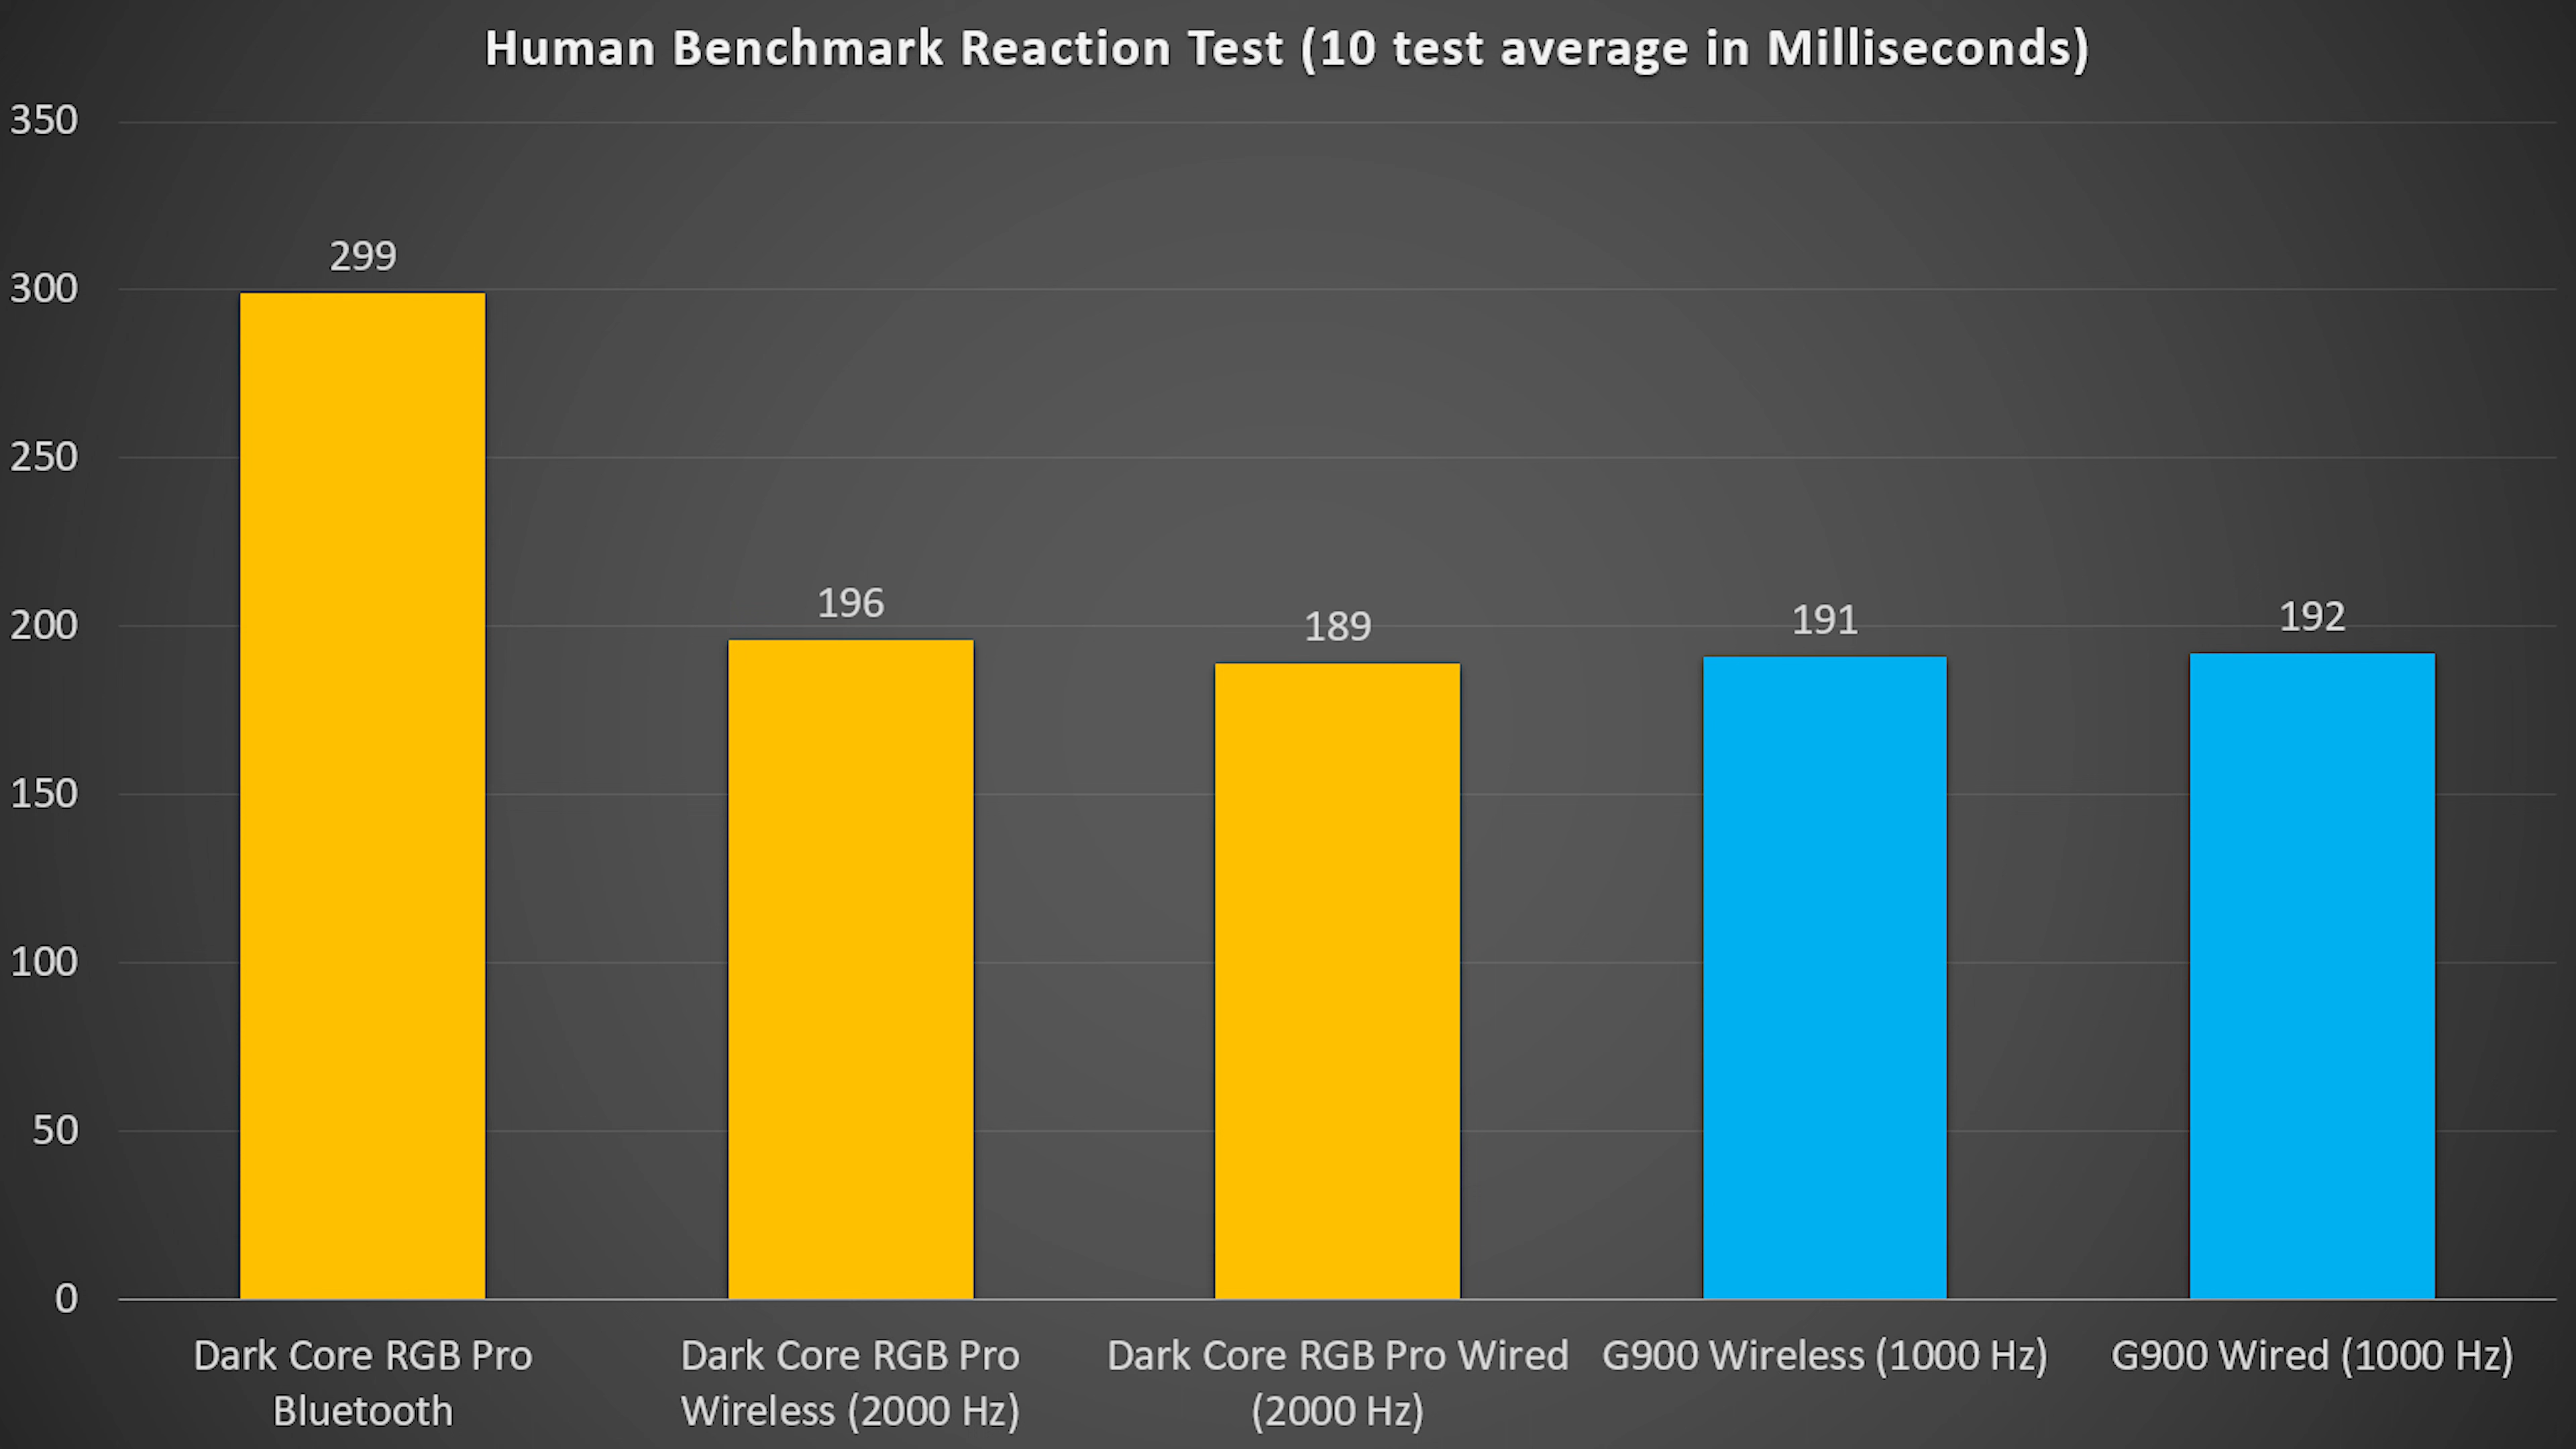 Human Benchmark Reaction Test (10 test average in Milliseconds)
350
300
250
200
150
100
50
0
299
196
189
191
192
Dark Core RGB Pro
Bluetooth
Dark Core RGB Pro
Wireless (2000 Hz)
Dark Core RGB Pro Wired
(2000 Hz)
G900 Wireless (1000 Hz)
G900 Wired (1000 Hz)